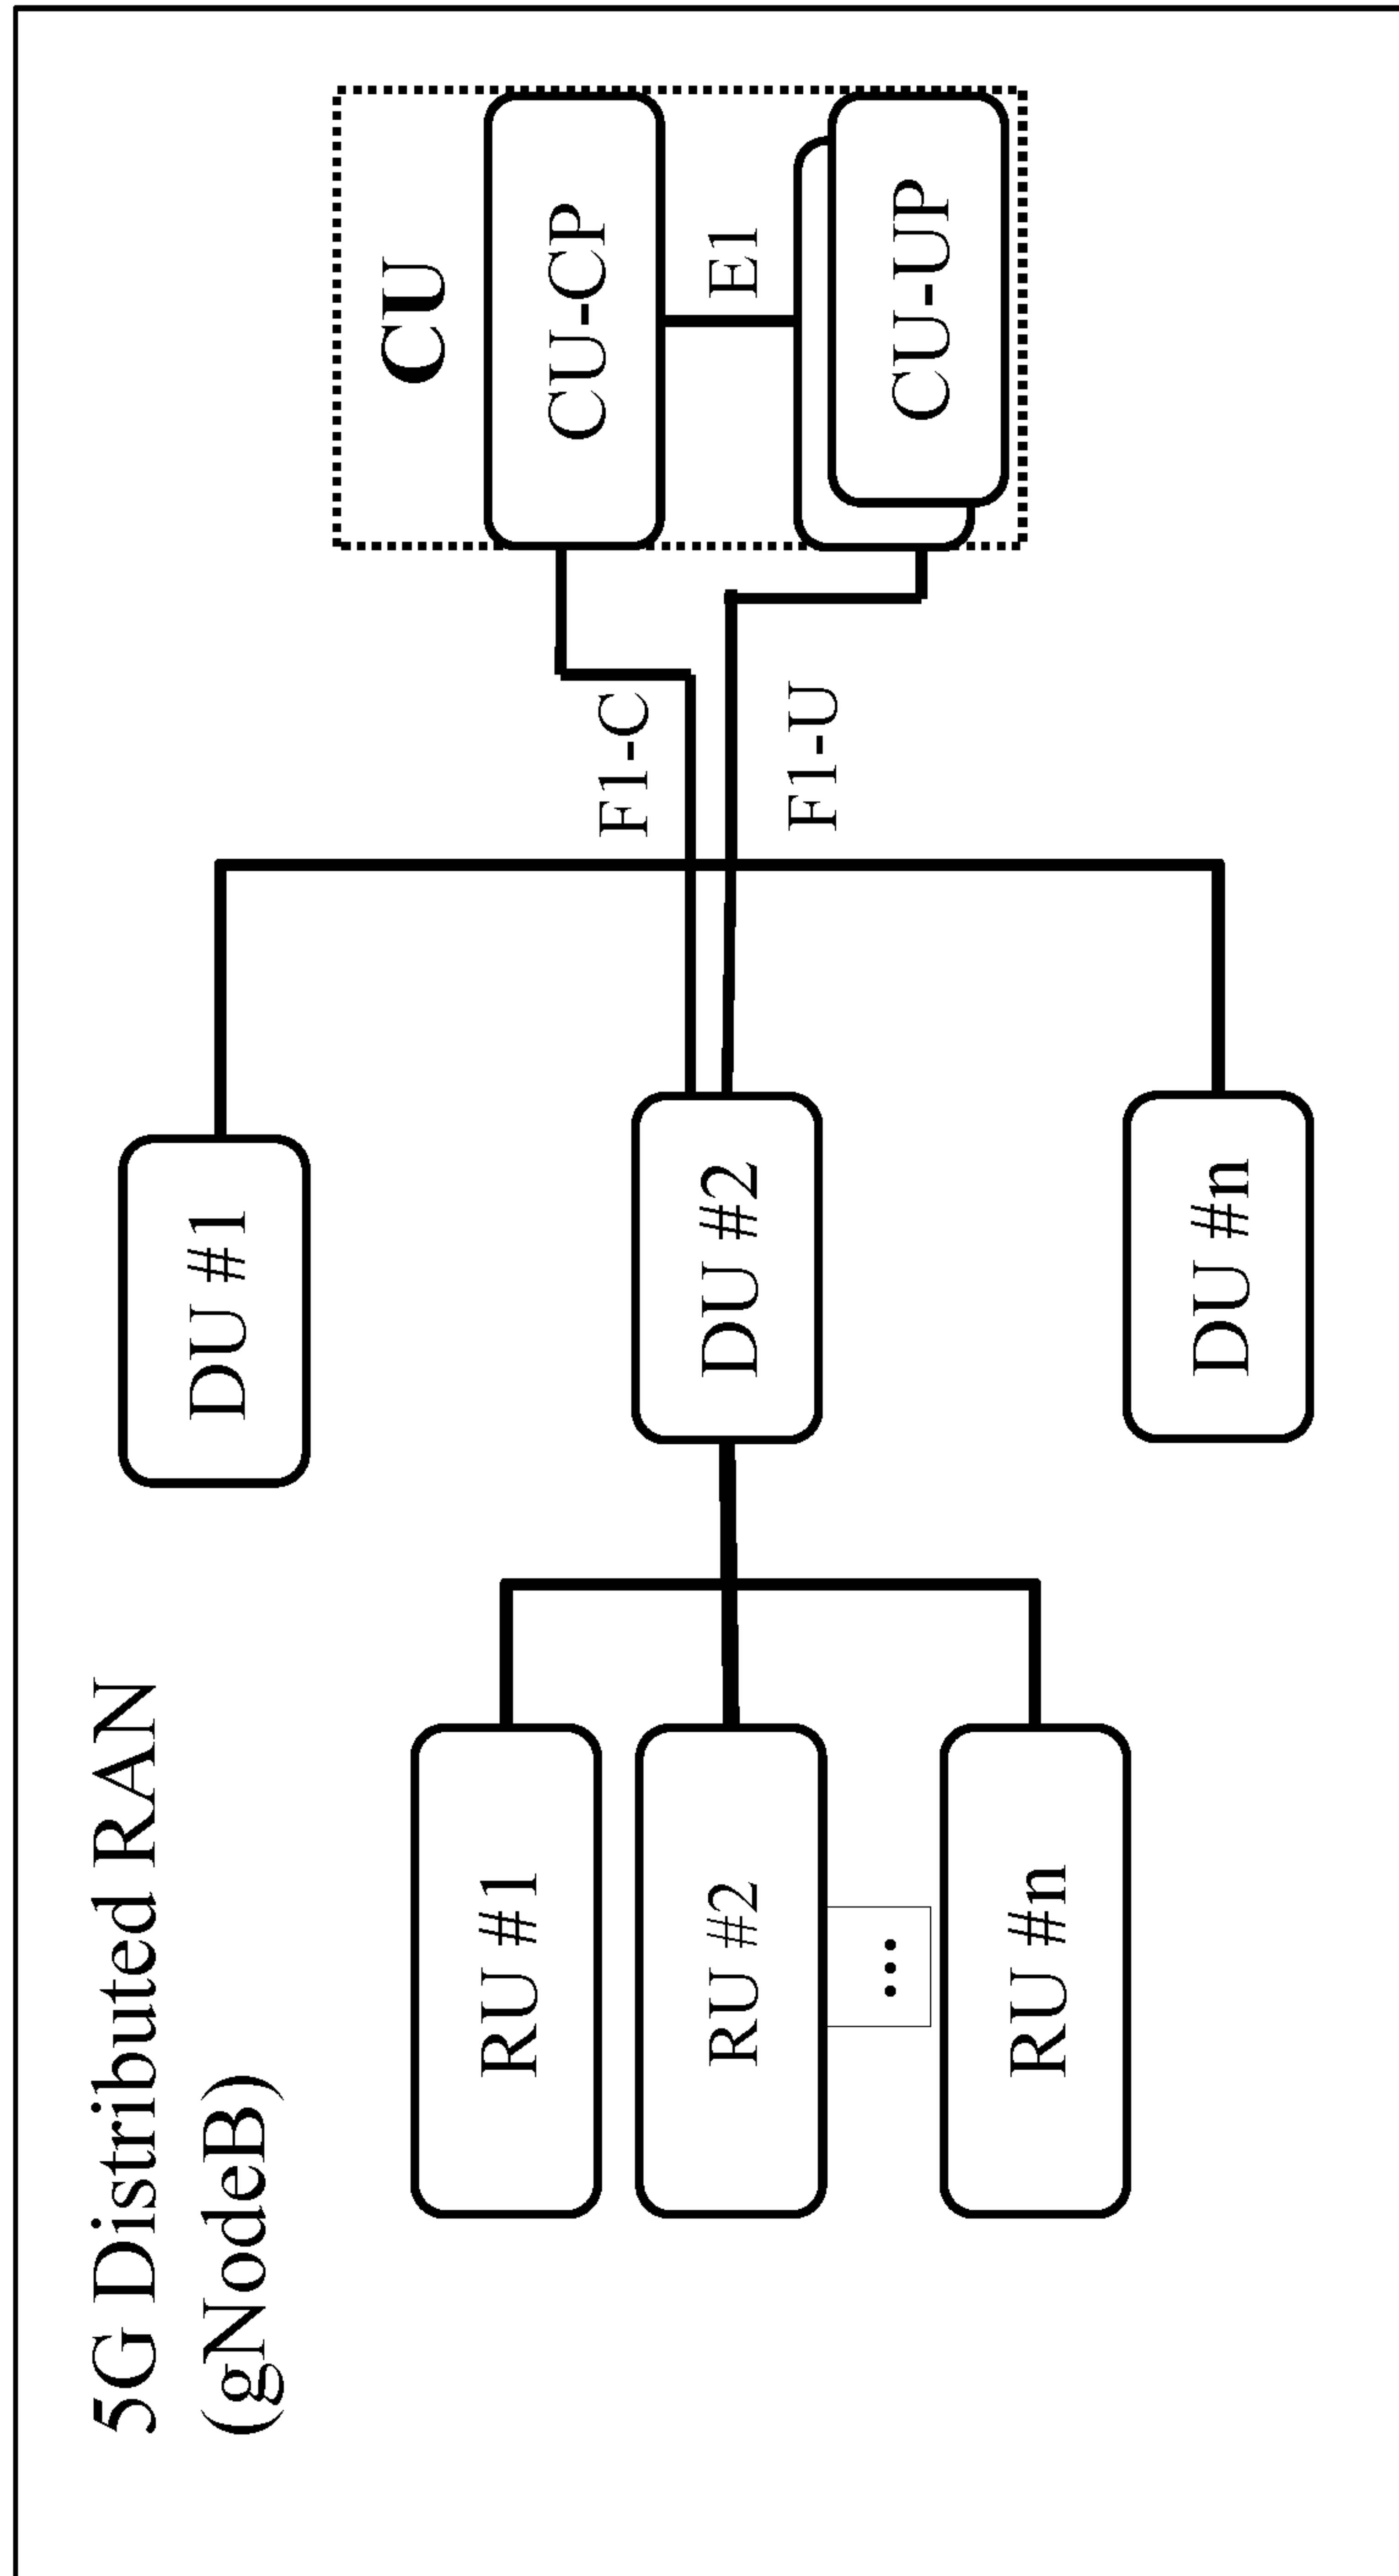 5G Distributed RAN
(gNodeB)
RU #1
RU #2
...
RU #n
DU #1
DU #2
DU #n
F1-C
F1-U
CU
CU-CP
E1
CU-UP